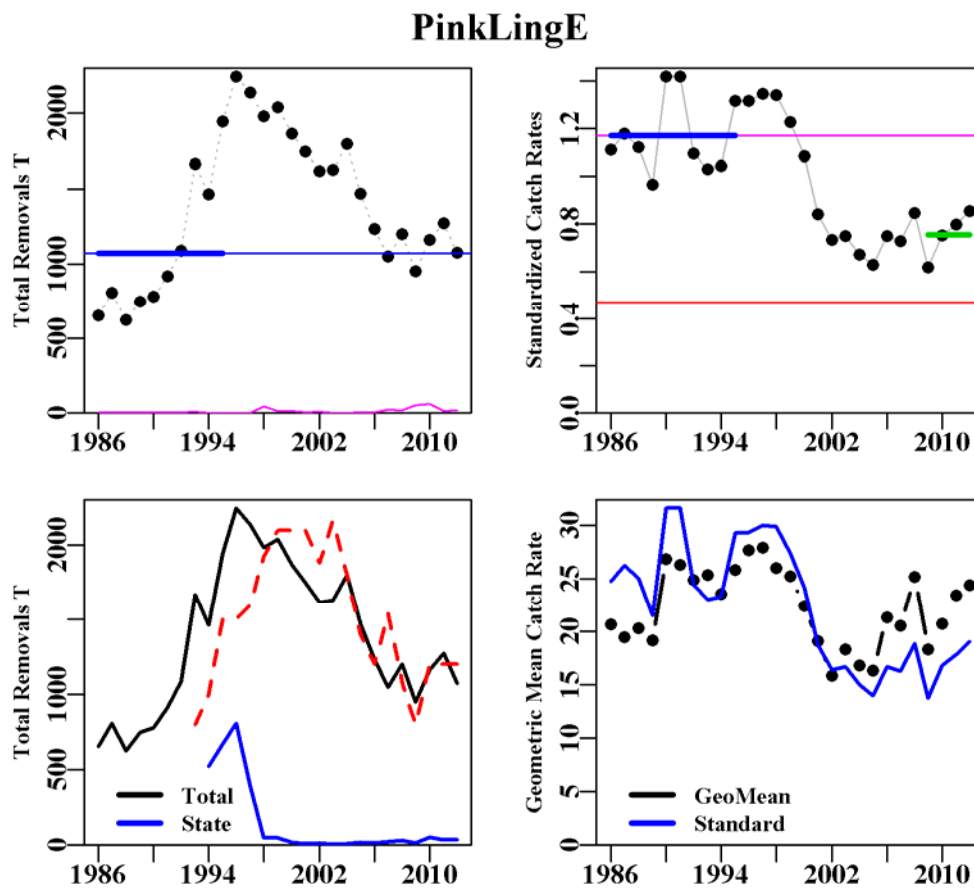 PinkLingE
Total Removals T
0 500 1000 2000
1986 1994 2002 2010
Standardized Catch Rates
0.0 0.4 0.8 1.2
1986 1994 2002 2010
Total Removals T
0 500 1000 2000
Total
State
1986 1994 2002 2010
Geometric Mean Catch Rate
0 5 10 15 20 25 30
GeoMean
Standard
1986 1994 2002 2010